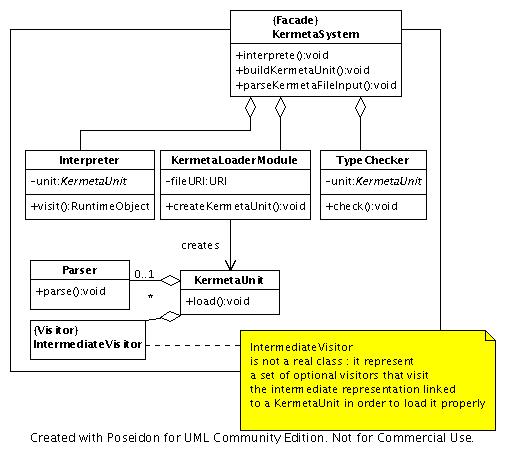 {Facade}
KermetaSystem
+interprete():void
+buildKermetaUnit():void
+parseKermetaFileInput():void
Interpreter
-unit:KermetaUnit
+visit():RuntimeObject
KermetaLoaderModule
-fileURI:URI
+createKermetaUnit():void
TypeChecker
-unit:KermetaUnit
+check():void
creates
Parser
+parse():void
0..1
*
KermetaUnit
+load():void
{Visitor}
IntermediateVisitor
IntermediateVisitor
is not a real class : it represent
a set of optional visitors that visit
the intermediate representation linked
to a KermetaUnit in order to load it properly
Created with Poseidon for UML Community Edition. Not for Commercial Use.